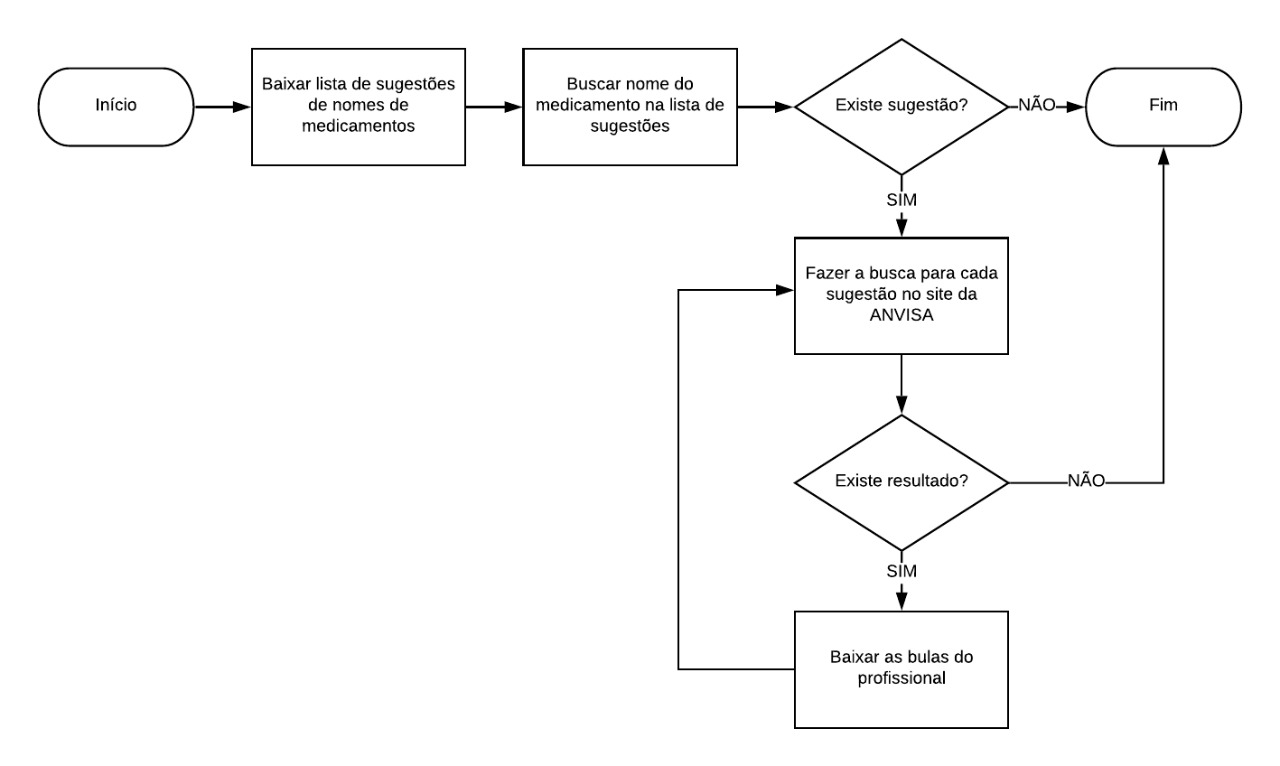 Início
Baixar lista de sugestões
de nomes de
medicamentos
Buscar nome do
medicamento na lista de
sugestões
Existe sugestão?
NÃO
Fim
SIM
Fazer a busca para cada
sugestão no site da
ANVISA
Existe resultado?
NÃO
SIM
Baixar as bulas do
profissional